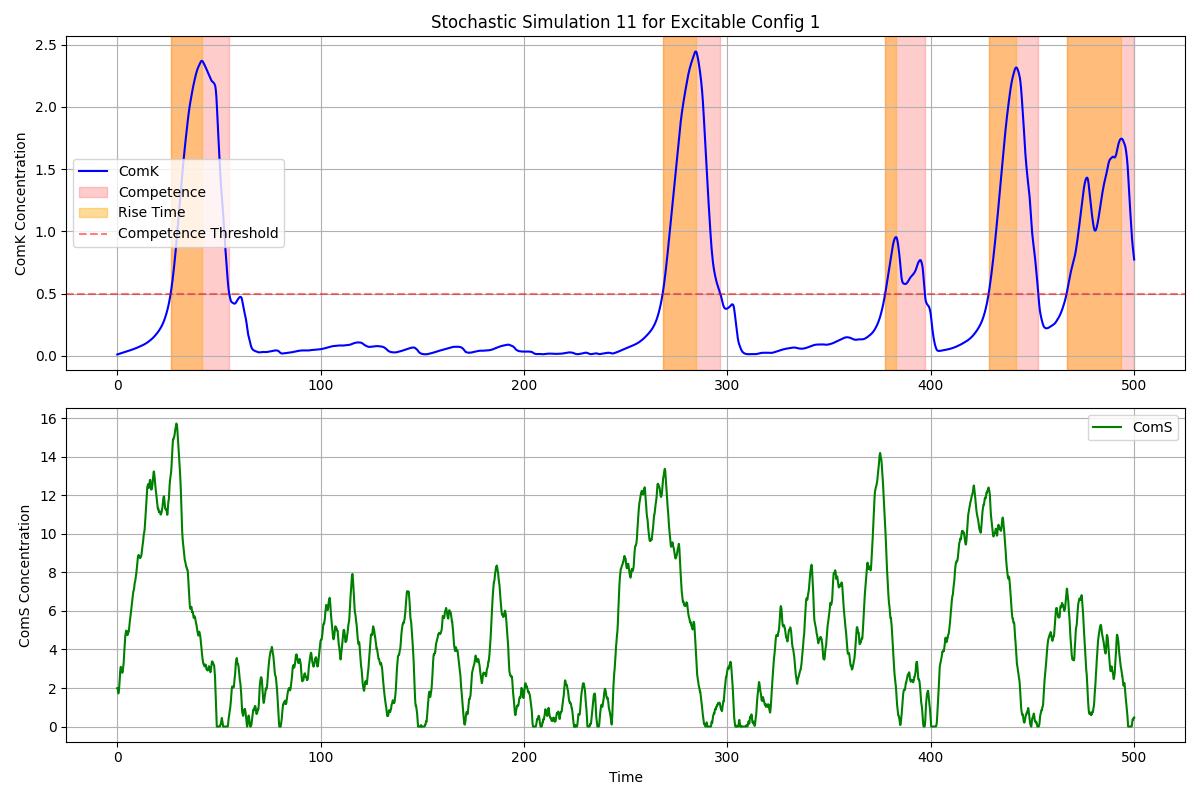 Stochastic Simulation 11 for Excitable Config 1
ComK Concentration
2.5
2.0
1.5
1.0
0.5
0.0
ComK
Competence
Rise Time
Competence Threshold
0 100 200 300 400 500
ComS Concentration
16
14
12
10
8
6
4
2
0
ComS
0 100 200 300 400 500
Time